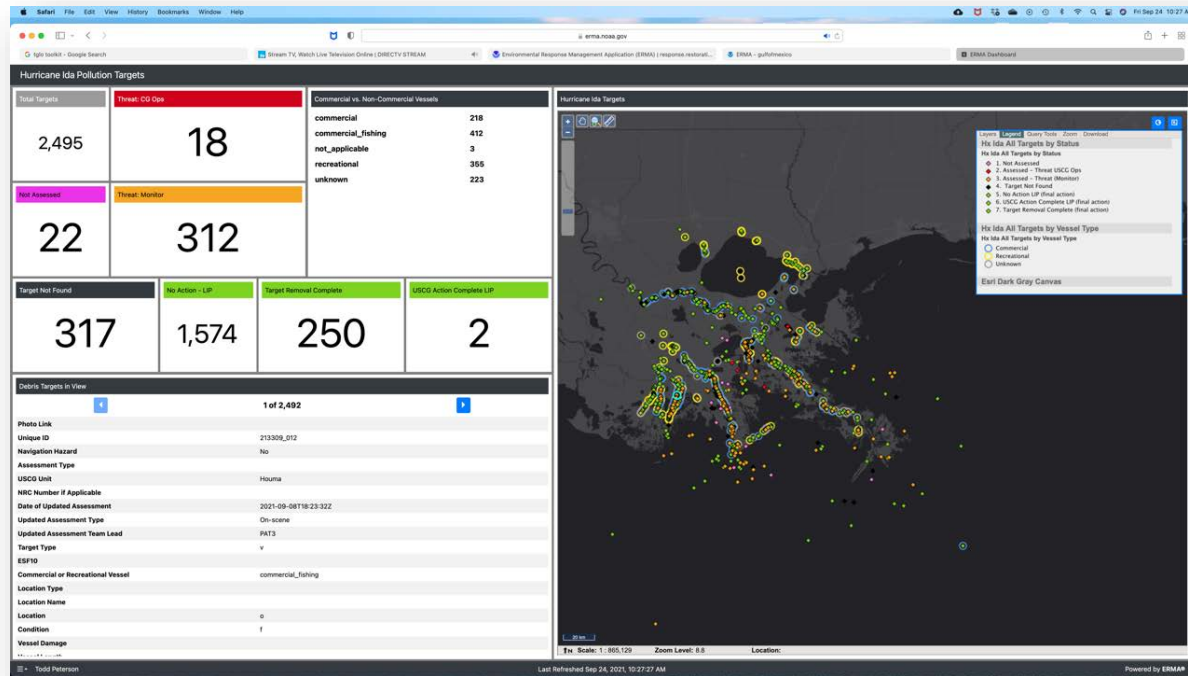 Safari File Edit View History Bookmarks Window Help
Fri Sep 24 10:27 A
erma.noaa.gov
tglo toolkit - Google Search
Stream TV, Watch Live Television Online | DIRECTV STREAM
Environmental Response Management Application (ERMA) | response.restorati...
ERMA - gulfofmexico
ERMA Dashboard
Hurricane Ida Pollution Targets
Total Targets
2,495
Threat: CG Ops
18
Commercial vs. Non-Commercial Vessels
commercial 218
commercial_fishing 412
not_applicable 3
recreational 355
unknown 223
Not Assessed
22
Threat: Monitor
312
Target Not Found
317
No Action - LIP
1,574
Target Removal Complete
250
USCG Action Complete LIP
2
Debris Targets in View
1 of 2,492
Photo Link
Unique ID 213309_012
Navigation Hazard No
Assessment Type
USCG Unit Houma
NRC Number if Applicable
Date of Updated Assessment 2021-09-08T18:23:32Z
Updated Assessment Type On-scene
Updated Assessment Team Lead PAT3
Target Type v
ESF10
Commercial or Recreational Vessel commercial_fishing
Location Type
Location Name
Location o
Condition f
Vessel Damage
Hurricane Ida Targets
Layers Legend Query Tools Zoom Download
Hx Ida All Targets by Status
Hx Ida All Targets by Status
1. Not Assessed
2. Assessed - Threat USCG Ops
3. Assessed - Threat (Monitor)
4. Target Not Found
5. No Action LIP (final action)
6. USCG Action Complete LIP (final action)
7. Target Removal Complete (final action)
Hx Ida All Targets by Vessel Type
Hx Ida All Targets by Vessel Type
Commercial
Recreational
Unknown
Esri Dark Gray Canvas
20 km
N Scale: 1 : 865,129 Zoom Level: 8.8 Location:
Todd Peterson
Last Refreshed Sep 24, 2021, 10:27:27 AM
Powered by ERMA®